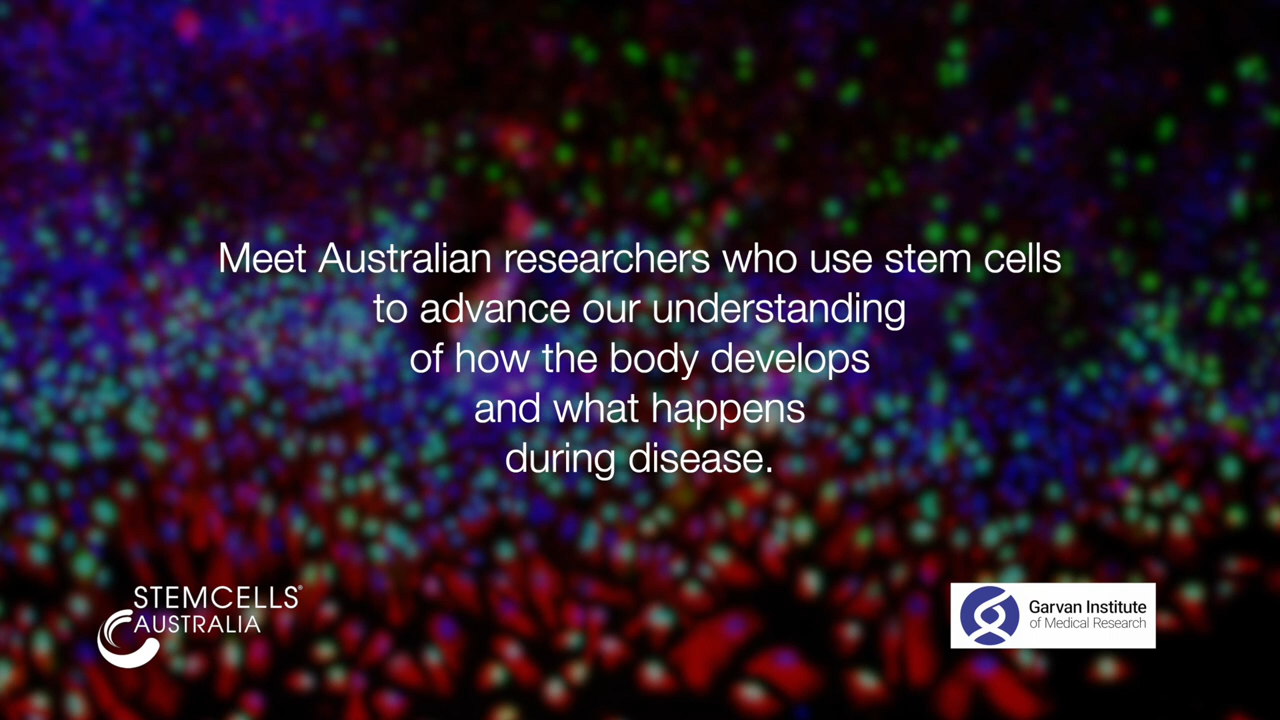 Meet Australian researchers who use stem cells
to advance our understanding
of how the body develops
and what happens
during disease.
STEMCELLS®
AUSTRALIA
Garvan Institute
of Medical Research